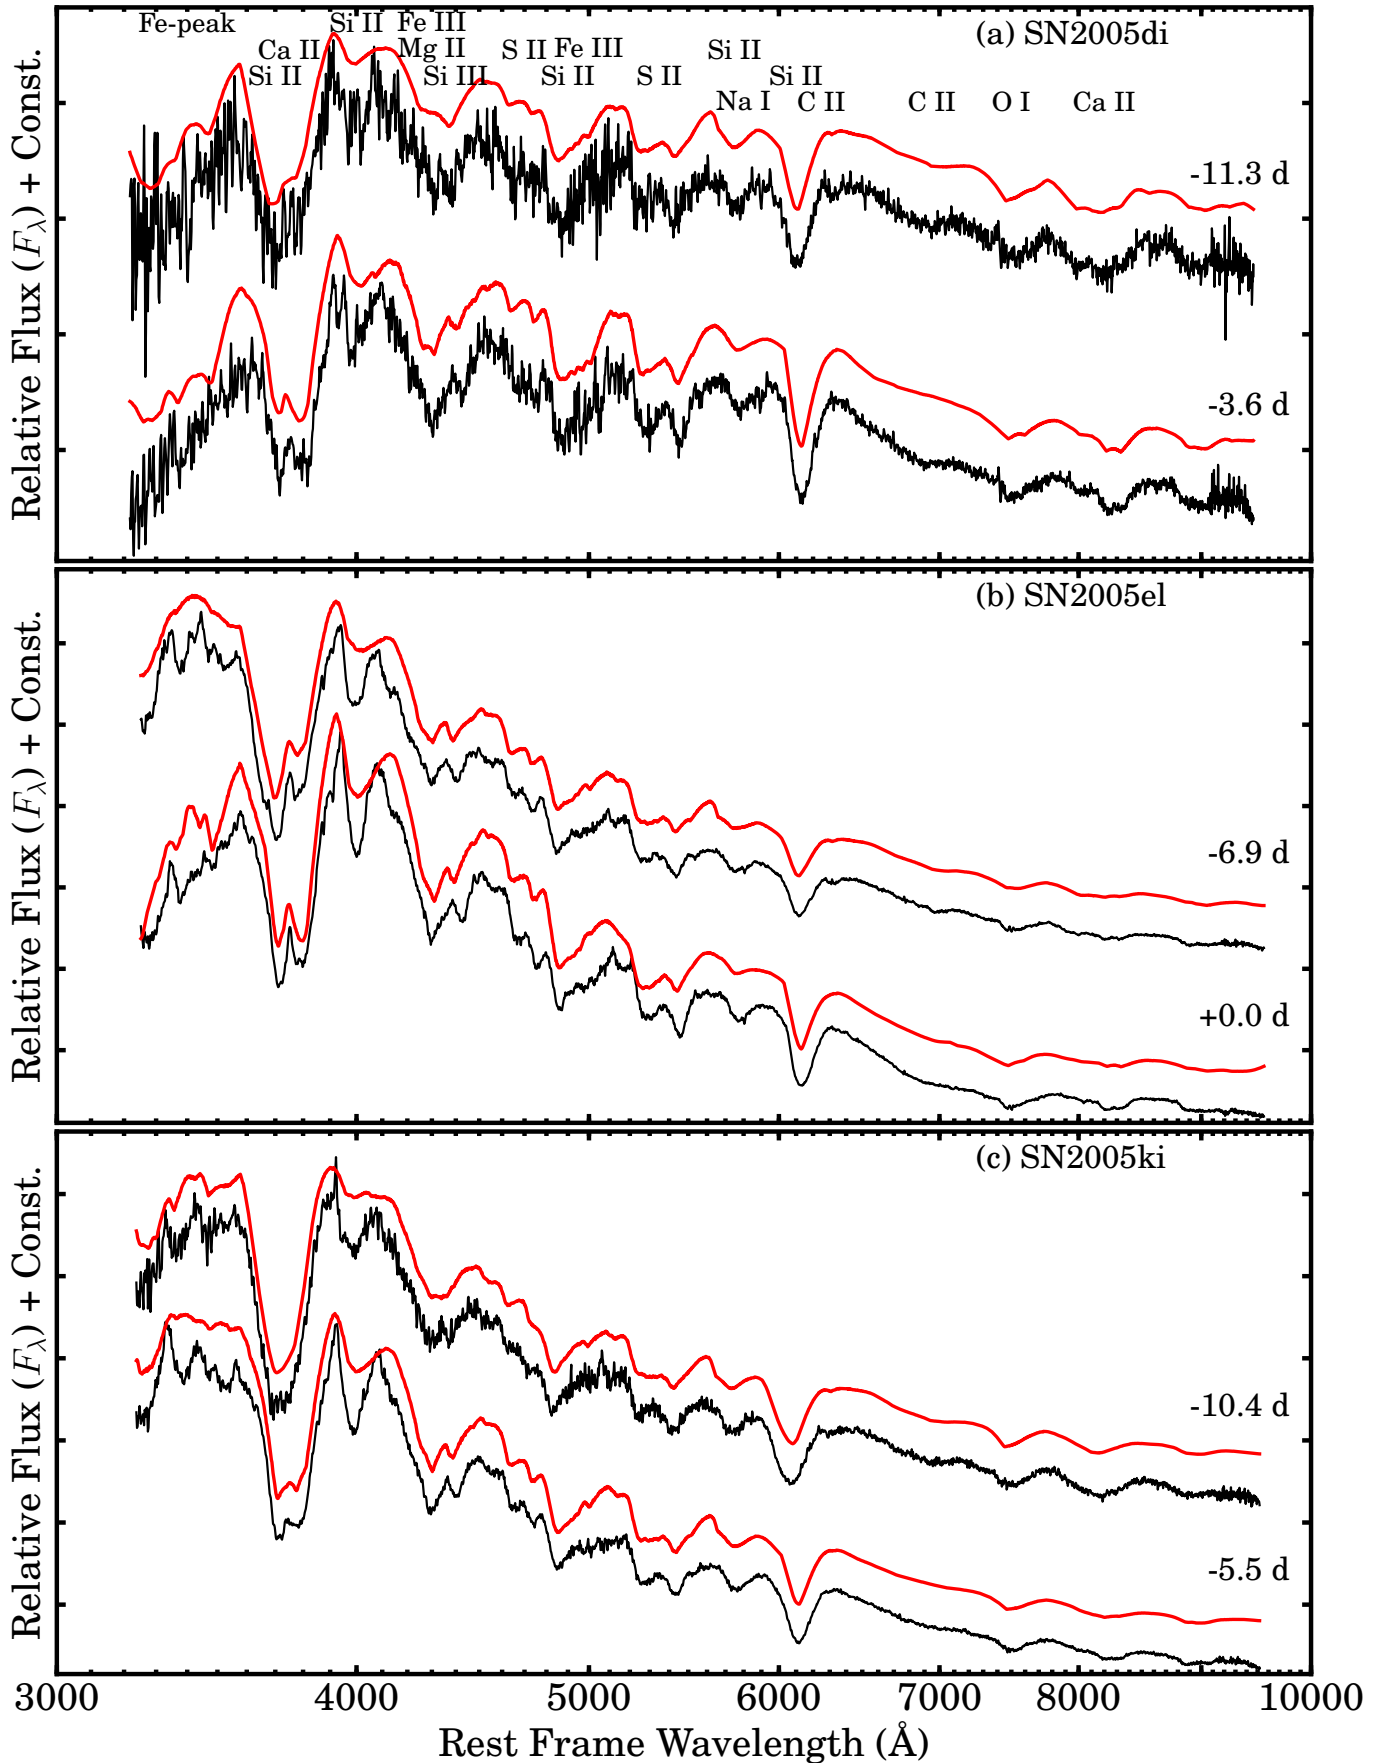 (a) SN2005di
Fe-peak
Si II
Fe III
Ca II
Mg II
S II
Fe III
Si II
Si II
Si III
Si II
S II
Si II
Na I
C II
C II
O I
Ca II
-11.3 d
-3.6 d
Relative Flux (Fλ) + Const.
(b) SN2005el
-6.9 d
+0.0 d
Relative Flux (Fλ) + Const.
(c) SN2005ki
-10.4 d
-5.5 d
Relative Flux (Fλ) + Const.
3000 4000 5000 6000 7000 8000 10000
Rest Frame Wavelength (Å)